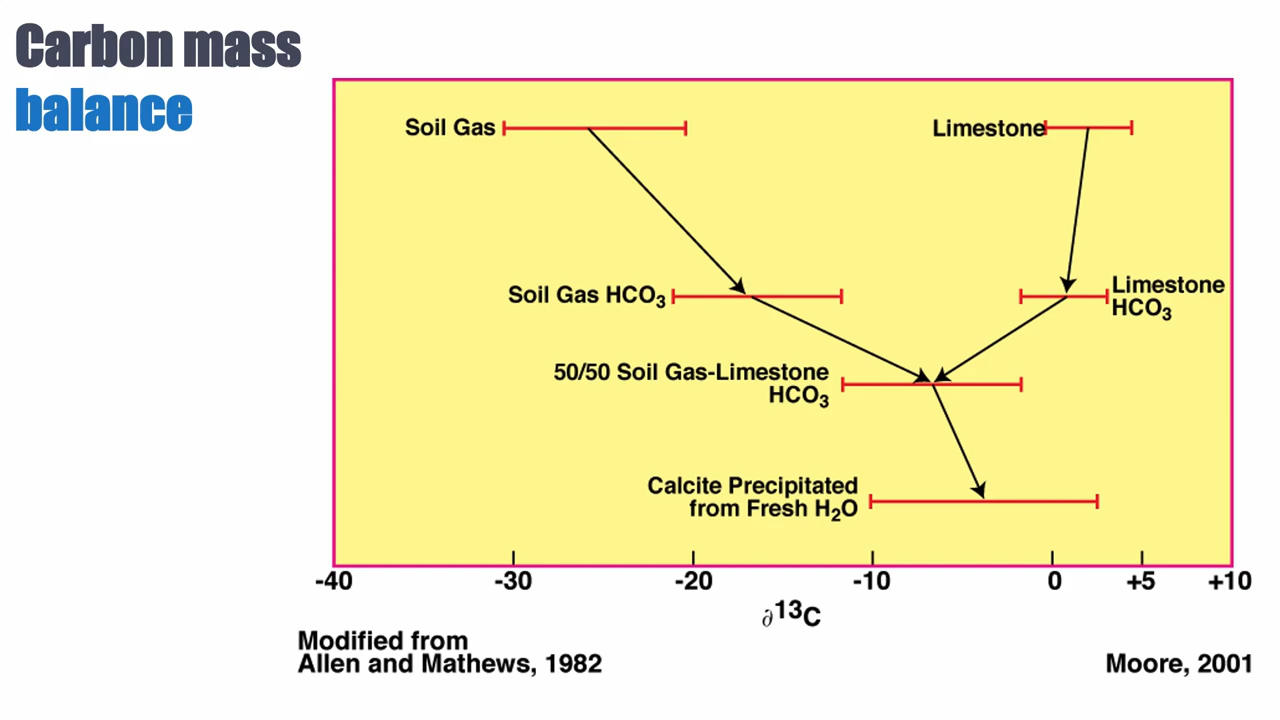 Carbon mass
balance
Soil Gas
Limestone
Soil Gas HCO₃
Limestone
HCO₃
50/50 Soil Gas-Limestone
HCO₃
Calcite Precipitated
from Fresh H₂O
-40 -30 -20 -10 0 +5 +10
∂¹³C
Modified from
Allen and Mathews, 1982
Moore, 2001